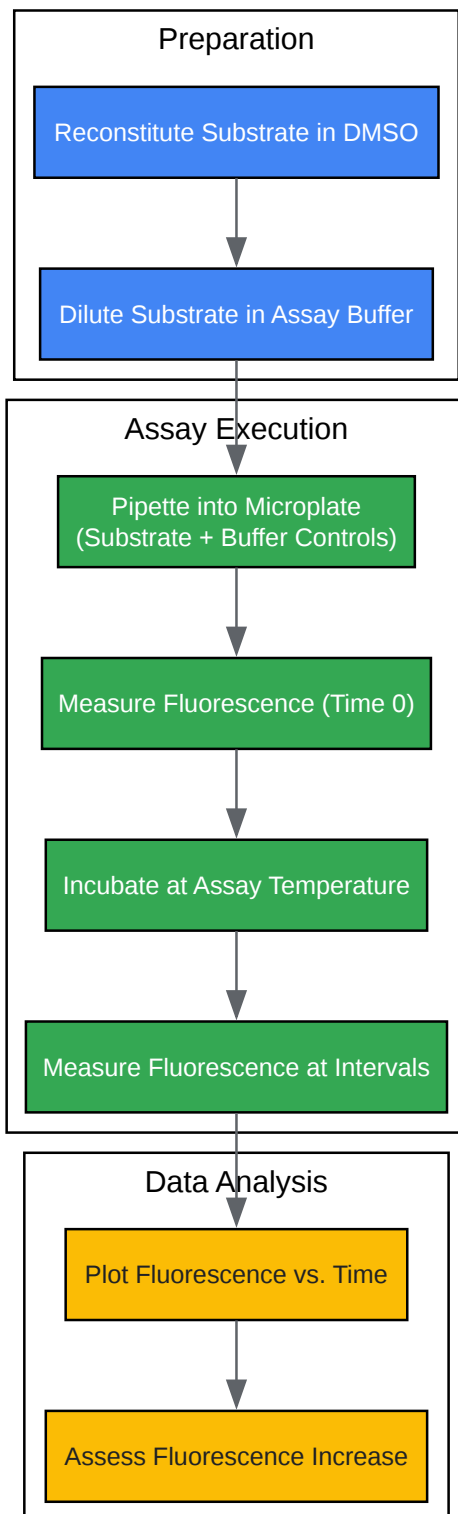 Preparation
Reconstitute Substrate in DMSO
Dilute Substrate in Assay Buffer
Assay Execution
Pipette into Microplate
(Substrate + Buffer Controls)
Measure Fluorescence (Time 0)
Incubate at Assay Temperature
Measure Fluorescence at Intervals
Data Analysis
Plot Fluorescence vs. Time
Assess Fluorescence Increase